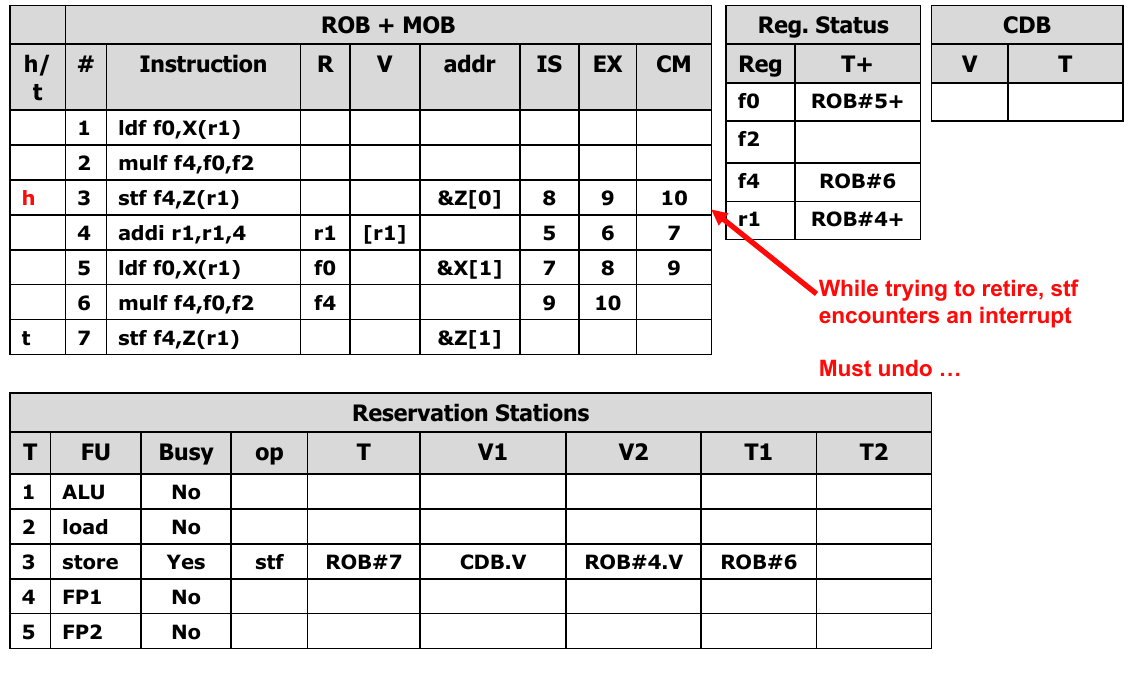 ROB + MOB
h/t # Instruction R V addr IS EX CM
1 ldf f0,X(r1)
2 mulf f4,f0,f2
h 3 stf f4,Z(r1) &Z[0] 8 9 10
4 addi r1,r1,4 r1 [r1] 5 6 7
5 ldf f0,X(r1) f0 &X[1] 7 8 9
6 mulf f4,f0,f2 f4 9 10
t 7 stf f4,Z(r1) &Z[1]
Reg. Status
Reg T+
f0 ROB#5+
f2
f4 ROB#6
r1 ROB#4+
CDB
V T
While trying to retire, stf
encounters an interrupt
Must undo …
Reservation Stations
T FU Busy op T V1 V2 T1 T2
1 ALU No
2 load No
3 store Yes stf ROB#7 CDB.V ROB#4.V ROB#6
4 FP1 No
5 FP2 No